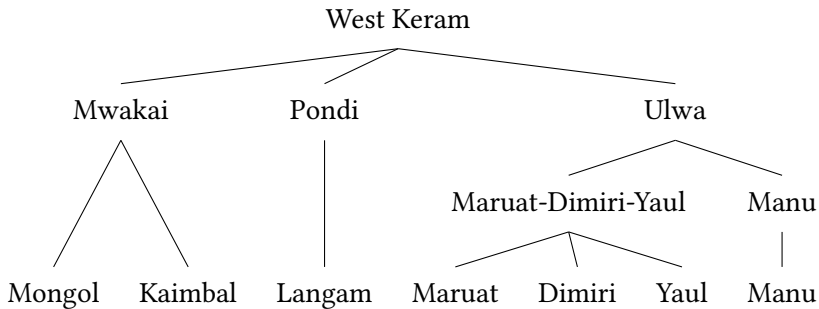 West Keram
Mwakai Pondi Ulwa
Maruat-Dimiri-Yaul Manu
Mongol Kaimbal Langam Maruat Dimiri Yaul Manu